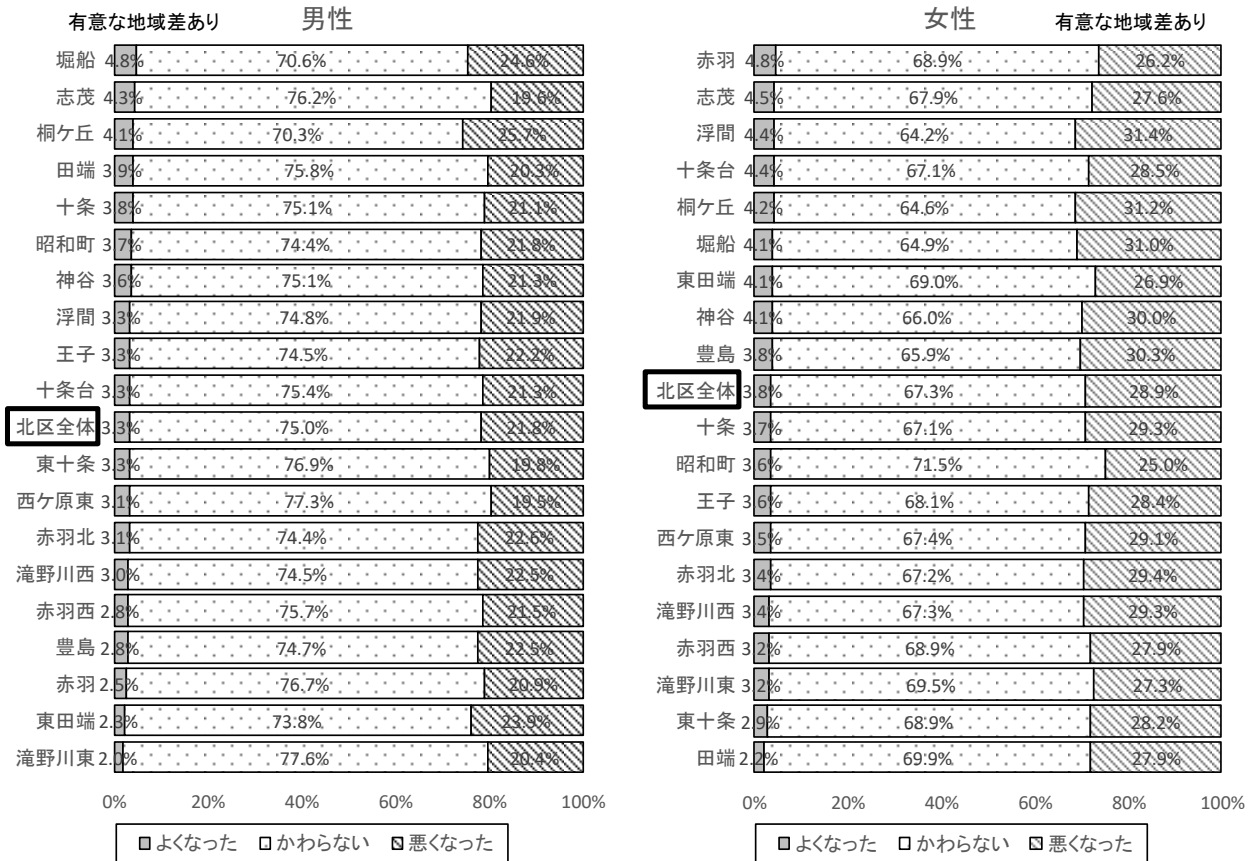 有意な地域差あり 男性
堀船 4.8% 70.6% 24.6%
志茂 4.3% 76.2% 19.6%
桐ケ丘 4.1% 70.3% 25.7%
田端 3.9% 75.8% 20.3%
十条 3.8% 75.1% 21.1%
昭和町 3.7% 74.4% 21.8%
神谷 3.6% 75.1% 21.3%
浮間 3.3% 74.8% 21.9%
王子 3.3% 74.5% 22.2%
十条台 3.3% 75.4% 21.3%
北区全体 3.3% 75.0% 21.8%
東十条 3.3% 76.9% 19.8%
西ケ原東 3.1% 77.3% 19.5%
赤羽北 3.1% 74.4% 22.6%
滝野川西 3.0% 74.5% 22.5%
赤羽西 2.8% 75.7% 21.5%
豊島 2.8% 74.7% 22.5%
赤羽 2.5% 76.7% 20.9%
東田端 2.3% 73.8% 23.9%
滝野川東 2.0% 77.6% 20.4%
0% 20% 40% 60% 80% 100%
よくなった かわらない 悪くなった
女性 有意な地域差あり
赤羽 4.8% 68.9% 26.2%
志茂 4.5% 67.9% 27.6%
浮間 4.4% 64.2% 31.4%
十条台 4.4% 67.1% 28.5%
桐ケ丘 4.2% 64.6% 31.2%
堀船 4.1% 64.9% 31.0%
東田端 4.1% 69.0% 26.9%
神谷 4.1% 66.0% 30.0%
豊島 3.8% 65.9% 30.3%
北区全体 3.8% 67.3% 28.9%
十条 3.7% 67.1% 29.3%
昭和町 3.6% 71.5% 25.0%
王子 3.6% 68.1% 28.4%
西ケ原東 3.5% 67.4% 29.1%
赤羽北 3.4% 67.2% 29.4%
滝野川西 3.4% 67.3% 29.3%
赤羽西 3.2% 68.9% 27.9%
滝野川東 3.2% 69.5% 27.3%
東十条 2.9% 68.9% 28.2%
田端 2.2% 69.9% 27.9%
0% 20% 40% 60% 80% 100%
よくなった かわらない 悪くなった